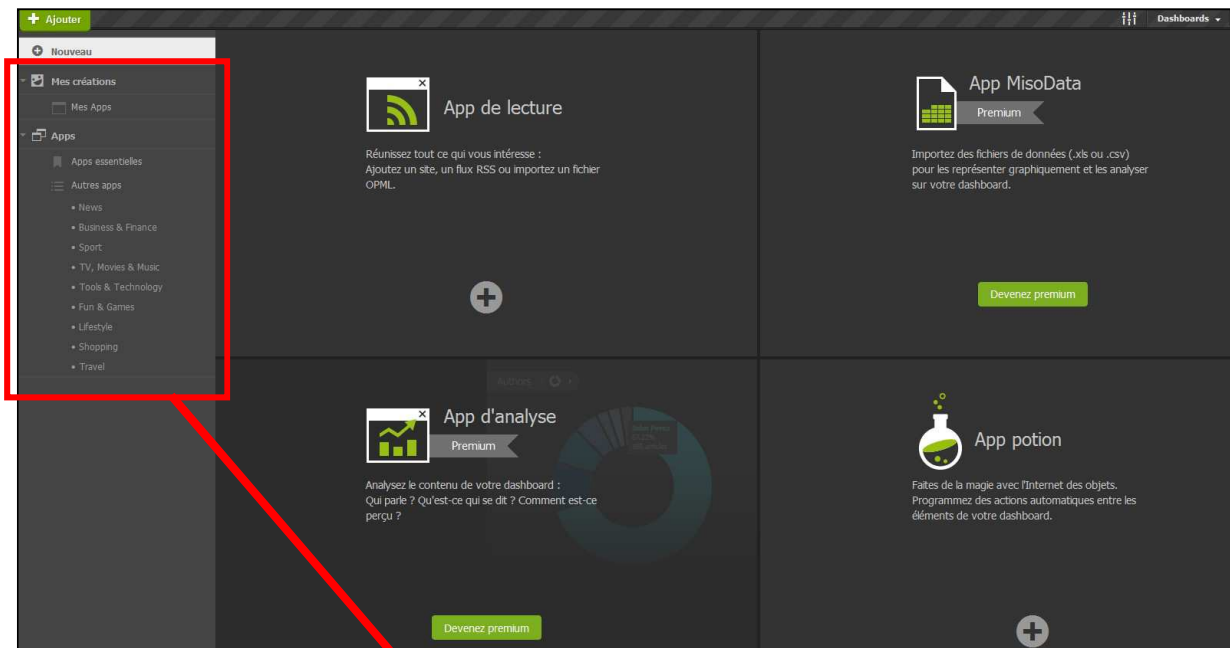 Ajouter
Dashboards
Nouveau
Mes créations
Mes Apps
Apps
Apps essentielles
Autres apps
• News
• Business & Finance
• Sport
• TV, Movies & Music
• Tools & Technology
• Fun & Games
• Lifestyle
• Shopping
• Travel
App de lecture
Réunissez tout ce qui vous intéresse :
Ajoutez un site, un flux RSS ou importez un fichier
OPML.
App MisoData
Premium
Importez des fichiers de données (.xls ou .csv)
pour les représenter graphiquement et les analyser
sur votre dashboard.
Devenez premium
Authors
App d'analyse
Premium
Analysez le contenu de votre dashboard :
Qui parle ? Qu'est-ce qui se dit ? Comment est-ce
perçu ?
Devenez premium
App potion
Faites de la magie avec l'Internet des objets.
Programmez des actions automatiques entre les
éléments de votre dashboard.